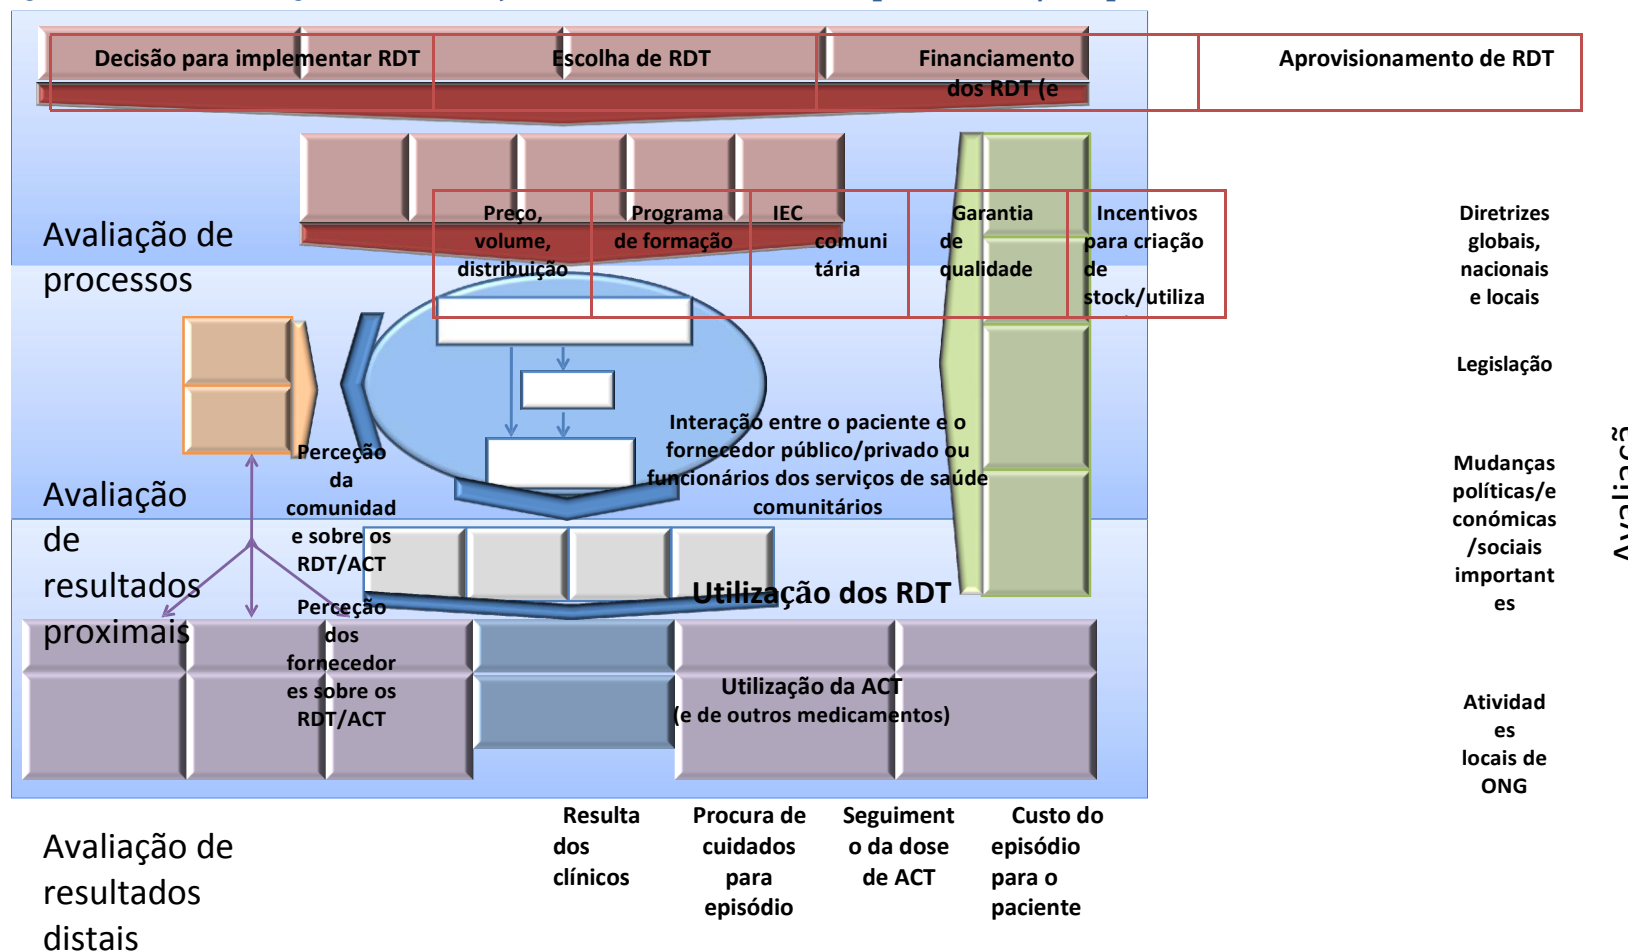 Decisão para implementar RDT
Escolha de RDT
Financiamento
dos RDT (e
Aprovisionamento de RDT
Avaliação de
processos
Preço,
volume,
distribuição
Programa
de formação
IEC
comuni
tária
Garantia
de
qualidade
Incentivos
para criação
de
stock/utiliza
Diretrizes
globais,
nacionais
e locais
Legislação
Mudanças
políticas/e
conómicas
/sociais
important
es
Atividad
es
locais de
ONG
Avaliação
de
resultados
proximais
Perceção
da
comunidad
e sobre os
RDT/ACT
Perceção
dos
fornecedor
es sobre os
RDT/ACT
Interação entre o paciente e o
fornecedor público/privado ou
funcionários dos serviços de saúde
comunitários
Utilização dos RDT
Utilização da ACT
(e de outros medicamentos)
Avaliação de
resultados
distais
Resulta
dos
clínicos
Procura de
cuidados
para
episódio
Seguiment
o da dose
de ACT
Custo do
episódio
para o
paciente